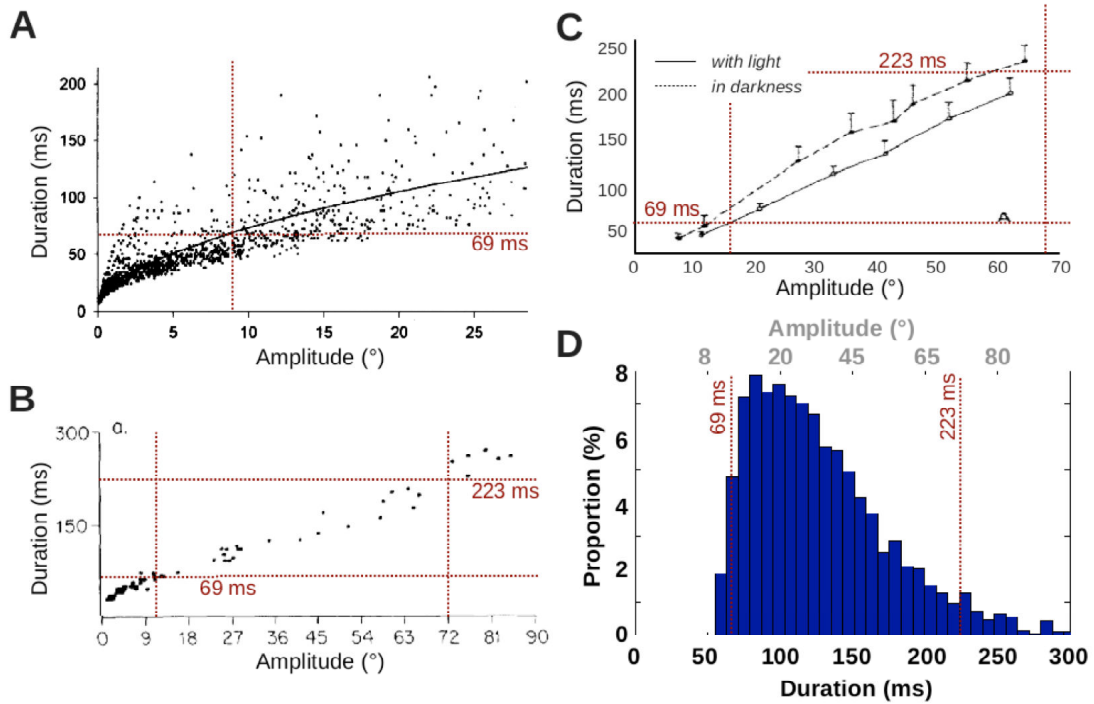 A
Duration (ms)
200
150
100
50
0
69 ms
0 5 10 15 20 25
Amplitude (°)
B
a.
Duration (ms)
300
150
223 ms
69 ms
0 9 18 27 36 45 54 63 72 81 90
Amplitude (°)
C
Duration (ms)
250
200
150
100
50
with light
in darkness
223 ms
69 ms
A
0 10 20 30 40 50 60 70
Amplitude (°)
D
Amplitude (°)
8 20 45 65 80
Proportion (%)
8
6
4
2
0
69 ms
223 ms
0 50 100 150 200 250 300
Duration (ms)